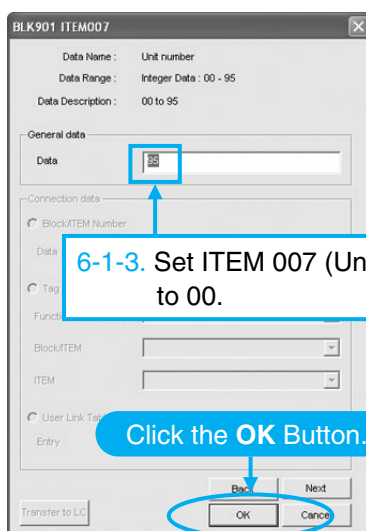 BLK901 ITEM007
Data Name : Unit number
Data Range : Integer Data : 00 - 95
Data Description : 00 to 95
General data
Data 95
Connection data
Block/ITEM Number
Data
6-1-3. Set ITEM 007 (Un
to 00.
Tag
Functi
Block/ITEM
ITEM
User Link Tab
Entry
Click the OK Button.
Back Next
Transfer to LC OK Cancel